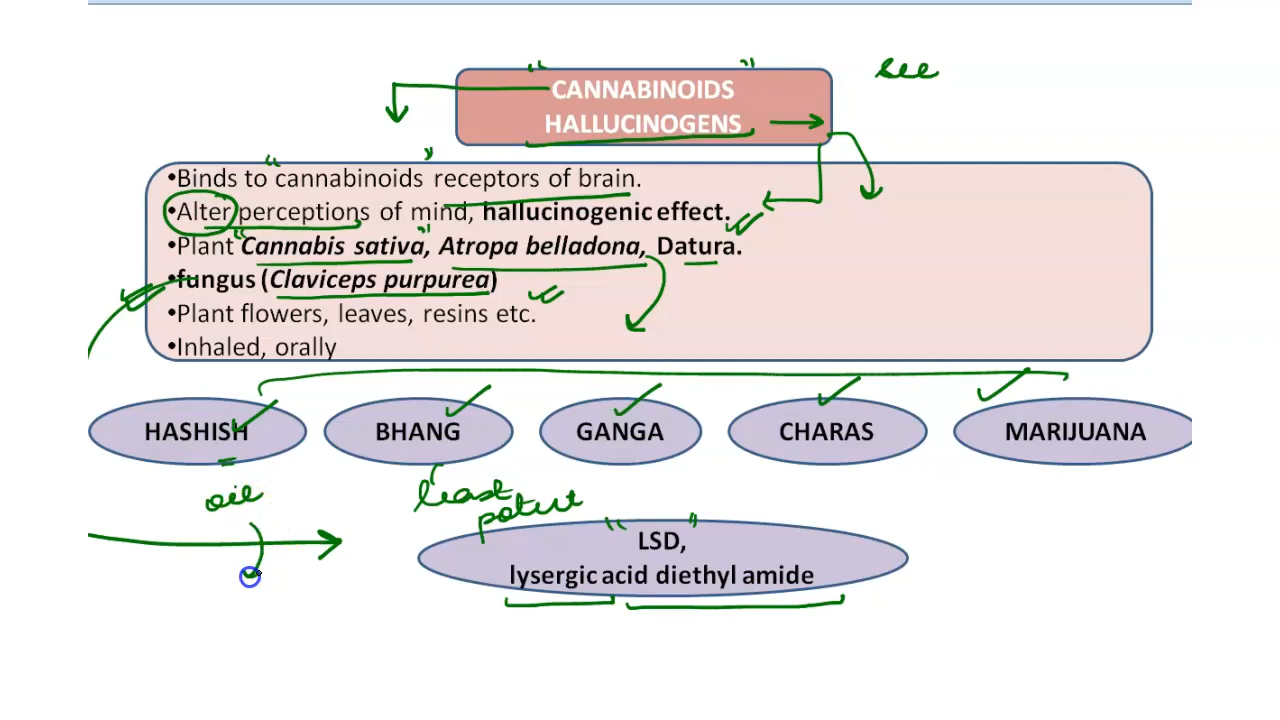 CANNABINOIDS
see
HALLUCINOGENS
•Binds to cannabinoids receptors of brain.
•Alter perceptions of mind, hallucinogenic effect.
•Plant Cannabis sativa, Atropa belladona, Datura.
•fungus (Claviceps purpurea)
•Plant flowers, leaves, resins etc.
•Inhaled, orally
HASHISH BHANG GANGA CHARAS MARIJUANA
oil least
potent
LSD,
lysergic acid diethyl amide